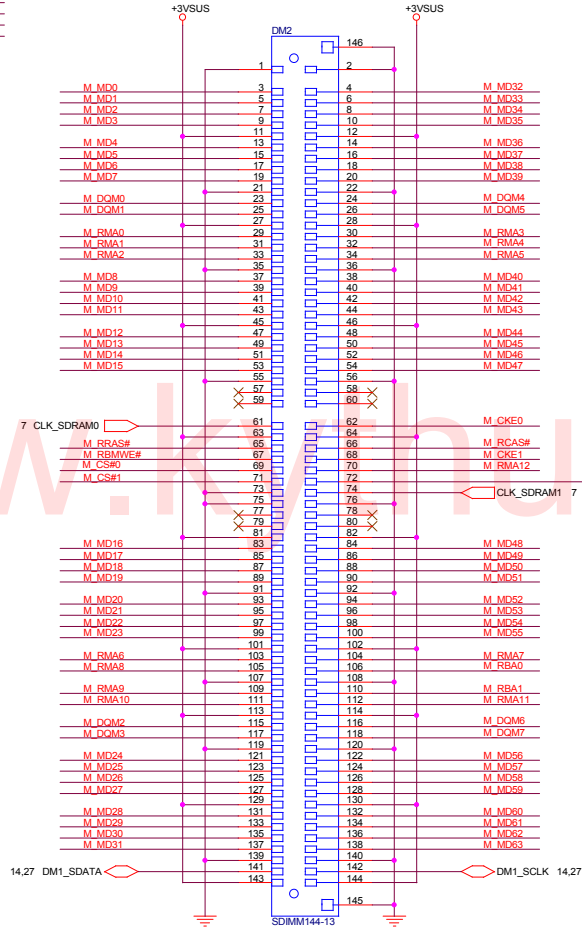 +3VSUS +3VSUS
DM2
146
1 2
M_MD0 3 4 M_MD32
M_MD1 5 6 M_MD33
M_MD2 7 8 M_MD34
M_MD3 9 10 M_MD35
11 12
M_MD4 13 14 M_MD36
M_MD5 15 16 M_MD37
M_MD6 17 18 M_MD38
M_MD7 19 20 M_MD39
21 22
M_DQM0 23 24 M_DQM4
M_DQM1 25 26 M_DQM5
27 28
M_RMA0 29 30 M_RMA3
M_RMA1 31 32 M_RMA4
M_RMA2 33 34 M_RMA5
35 36
M_MD8 37 38 M_MD40
M_MD9 39 40 M_MD41
M_MD10 41 42 M_MD42
M_MD11 43 44 M_MD43
45 46
M_MD12 47 48 M_MD44
M_MD13 49 50 M_MD45
M_MD14 51 52 M_MD46
M_MD15 53 54 M_MD47
55 56
57 58
59 60
7 CLK_SDRAM0 61 62 M_CKE0
63 64
M_RRAS# 65 66 M_RCAS#
M_RBMWE# 67 68 M_CKE1
M_CS#0 69 70 M_RMA12
M_CS#1 71 72
73 74 CLK_SDRAM1 7
75 76
77 78
79 80
81 82
M_MD16 83 84 M_MD48
M_MD17 85 86 M_MD49
M_MD18 87 88 M_MD50
M_MD19 89 90 M_MD51
91 92
M_MD20 93 94 M_MD52
M_MD21 95 96 M_MD53
M_MD22 97 98 M_MD54
M_MD23 99 100 M_MD55
101 102
M_RMA6 103 104 M_RMA7
M_RMA8 105 106 M_RBA0
107 108
M_RMA9 109 110 M_RBA1
M_RMA10 111 112 M_RMA11
113 114
M_DQM2 115 116 M_DQM6
M_DQM3 117 118 M_DQM7
119 120
M_MD24 121 122 M_MD56
M_MD25 123 124 M_MD57
M_MD26 125 126 M_MD58
M_MD27 127 128 M_MD59
129 130
M_MD28 131 132 M_MD60
M_MD29 133 134 M_MD61
M_MD30 135 136 M_MD62
M_MD31 137 138 M_MD63
139 140
14,27 DM1_SDATA 141 142 DM1_SCLK 14,27
143 144
145
SDIMM144-13
w.kythu